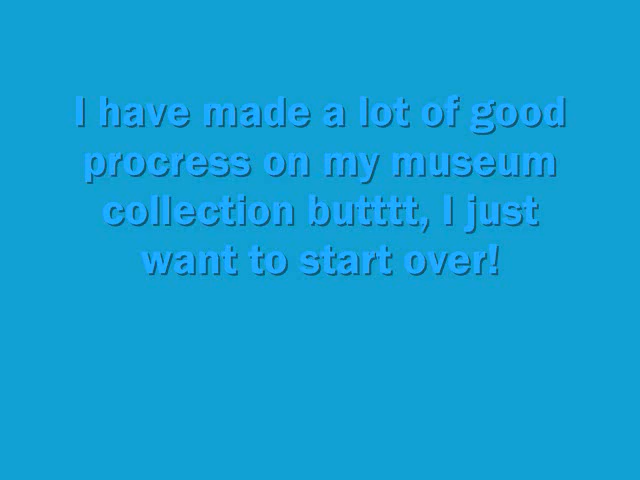 I have made a lot of good
procress on my museum
collection butttt, I just
want to start over!